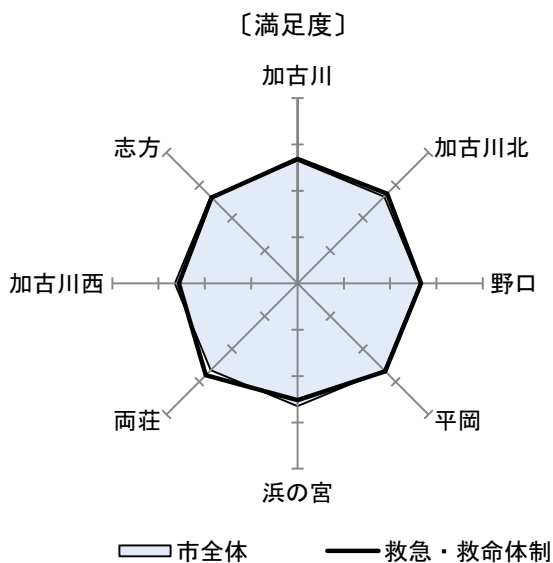 〔満足度〕
加古川
志方
加古川北
加古川西
野口
両荘
平岡
浜の宮
市全体
救急・救命体制